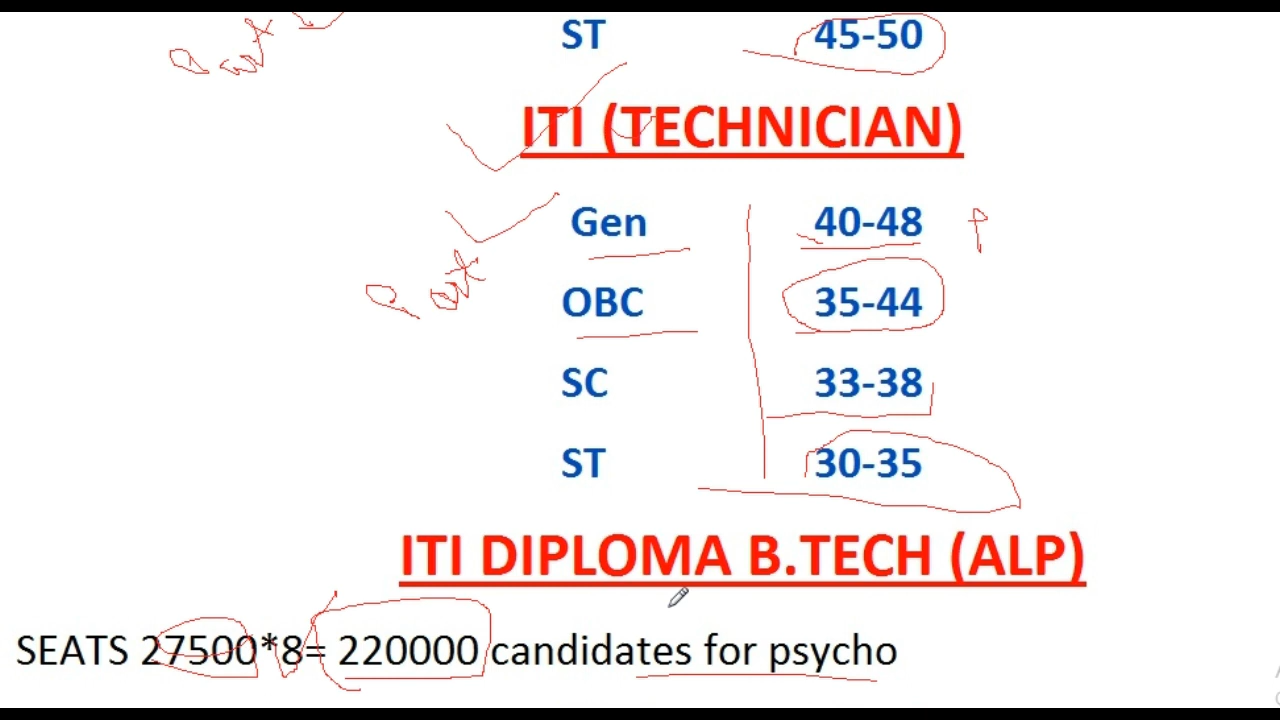 ST 45-50
ITI (TECHNICIAN)
Gen 40-48 P
OBC 35-44
SC 33-38
ST 30-35
ITI DIPLOMA B.TECH (ALP)
SEATS 27500*8= 220000 candidates for psycho